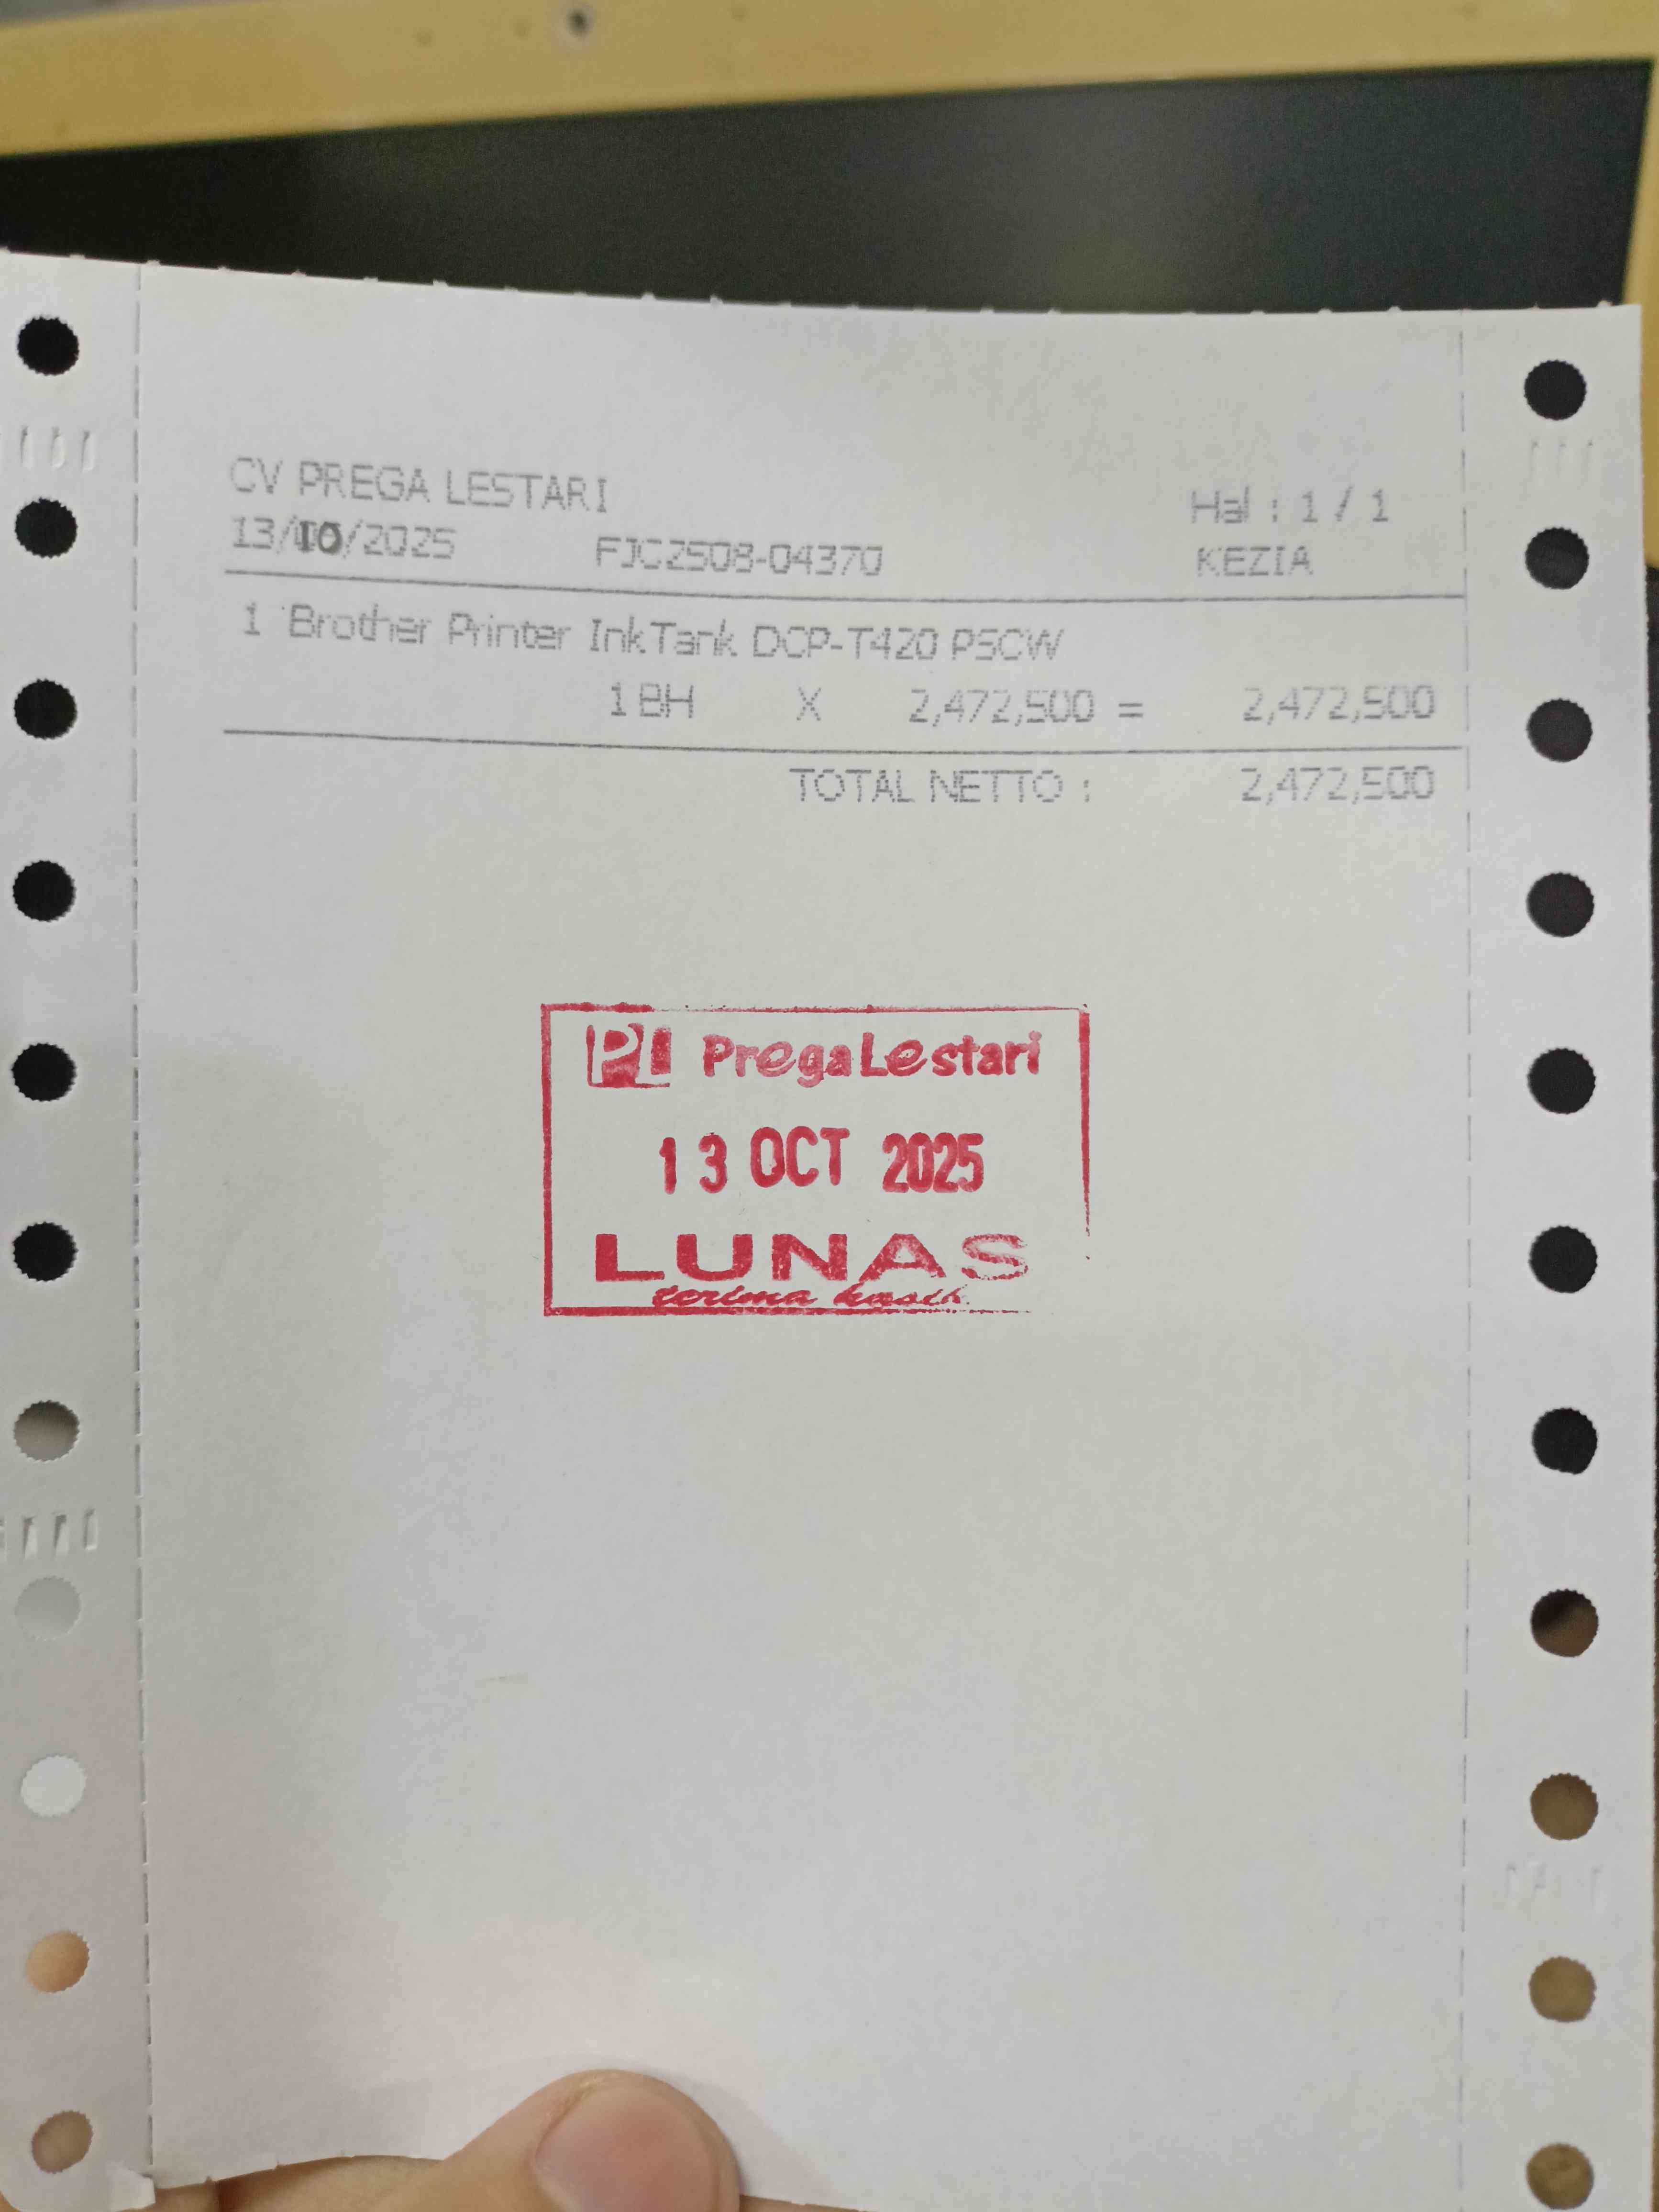 CV PREGA LESTARI
Hal : 1 / 1
13/10/2025 FJC2508-04370 KEZIA
1 Brother Printer InkTank DCP-T420 PSCW
1 BH X 2,472,500 = 2,472,500
TOTAL NETTO : 2,472,500
PL PregaLestari
13 OCT 2025
LUNAS
terima kasih